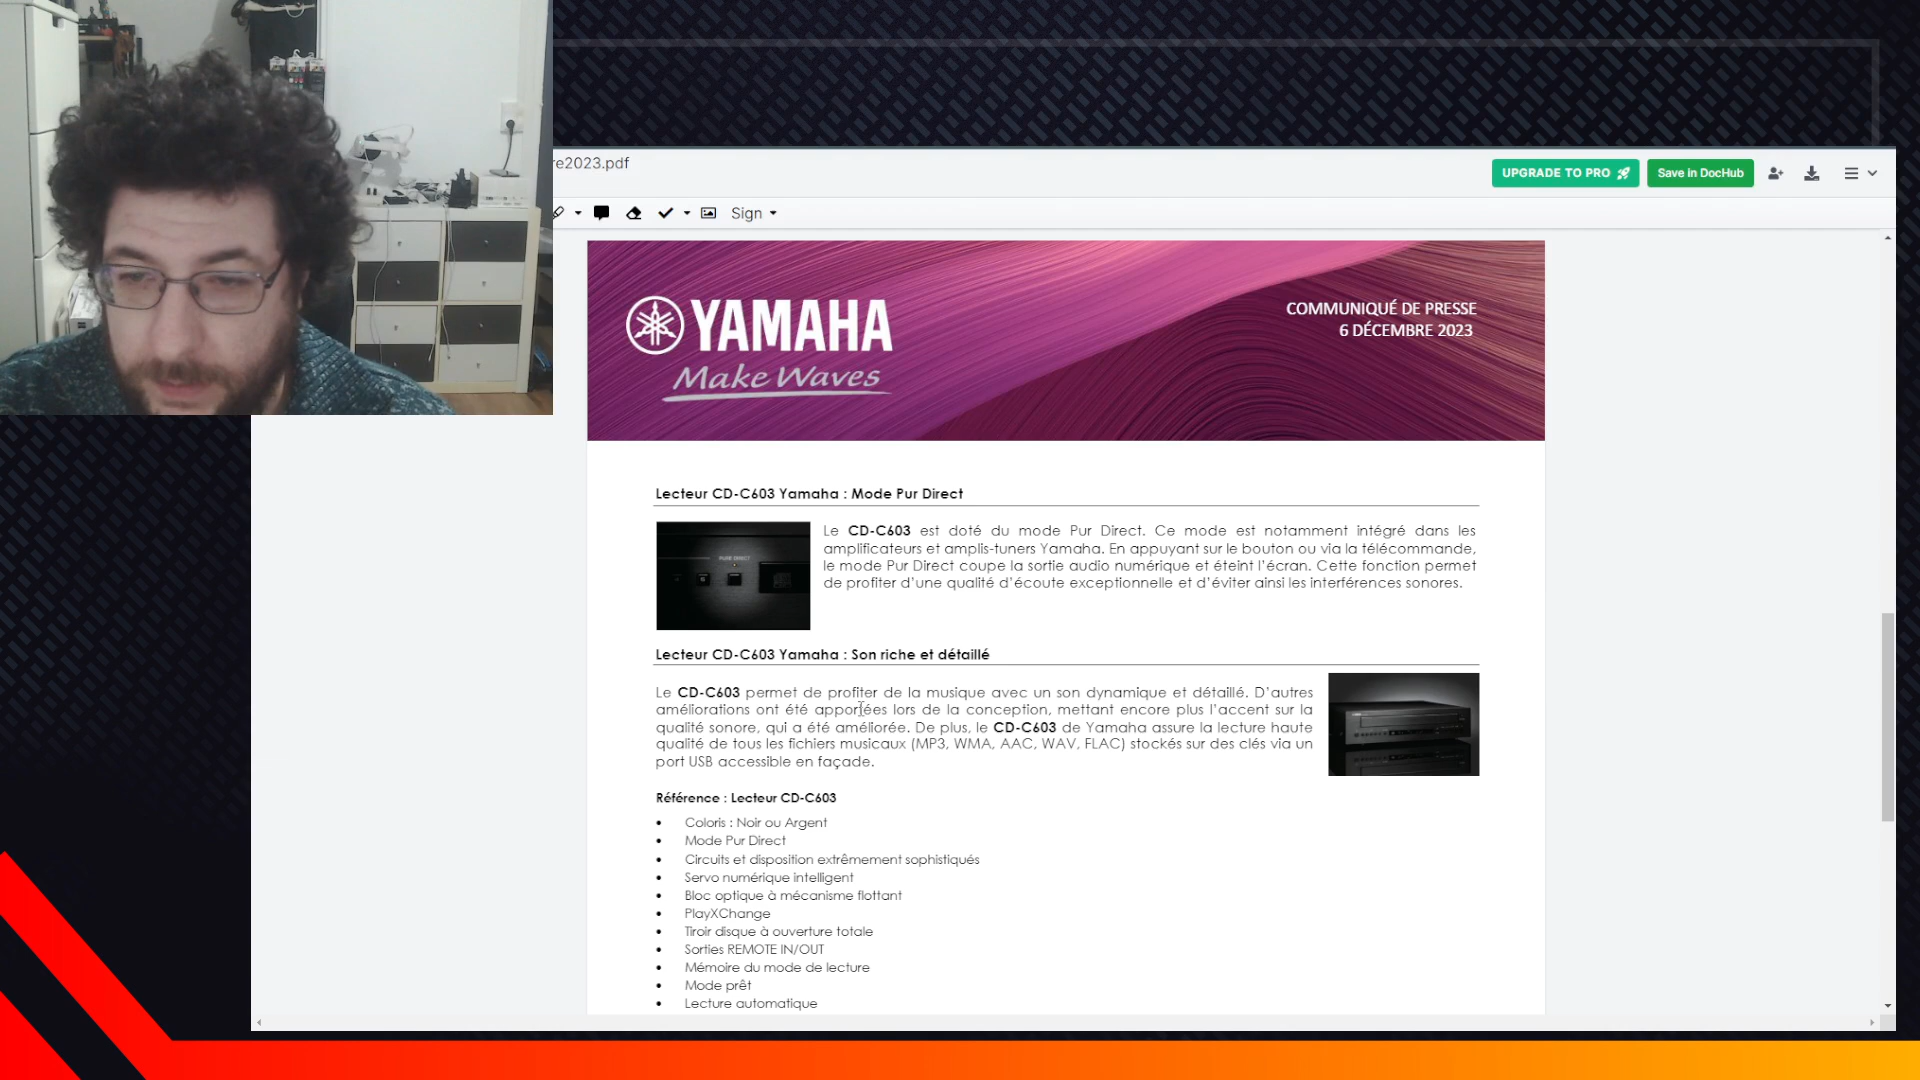 re2023.pdf
UPGRADE TO PRO
Save in DocHub
Sign
YAMAHA
Make Waves
COMMUNIQUÉ DE PRESSE
6 DÉCEMBRE 2023
Lecteur CD-C603 Yamaha : Mode Pur Direct
PURE DIRECT
Le CD-C603 est doté du mode Pur Direct. Ce mode est notamment intégré dans les
amplificateurs et amplis-tuners Yamaha. En appuyant sur le bouton ou via la télécommande,
le mode Pur Direct coupe la sortie audio numérique et éteint l'écran. Cette fonction permet
de profiter d'une qualité d'écoute exceptionnelle et d'éviter ainsi les interférences sonores.
Lecteur CD-C603 Yamaha : Son riche et détaillé
Le CD-C603 permet de profiter de la musique avec un son dynamique et détaillé. D'autres
améliorations ont été apportées lors de la conception, mettant encore plus l'accent sur la
qualité sonore, qui a été améliorée. De plus, le CD-C603 de Yamaha assure la lecture haute
qualité de tous les fichiers musicaux (MP3, WMA, AAC, WAV, FLAC) stockés sur des clés via un
port USB accessible en façade.
Référence : Lecteur CD-C603
• Coloris : Noir ou Argent
• Mode Pur Direct
• Circuits et disposition extrêmement sophistiqués
• Servo numérique intelligent
• Bloc optique à mécanisme flottant
• PlayXChange
• Tiroir disque à ouverture totale
• Sorties REMOTE IN/OUT
• Mémoire du mode de lecture
• Mode prêt
• Lecture automatique